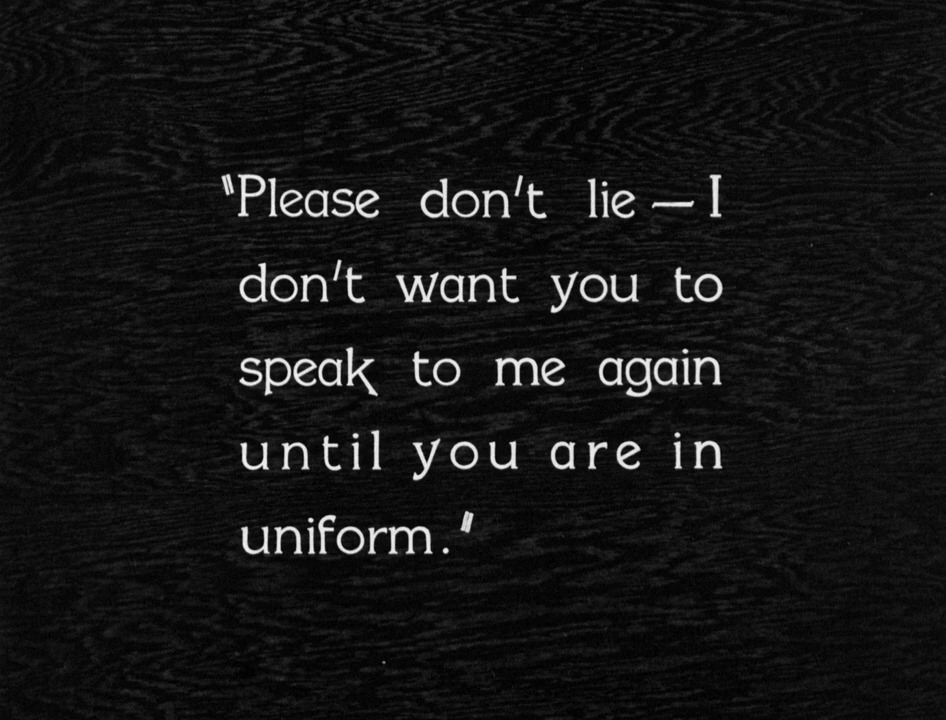 "Please don't lie — I
don't want you to
speak to me again
until you are in
uniform."